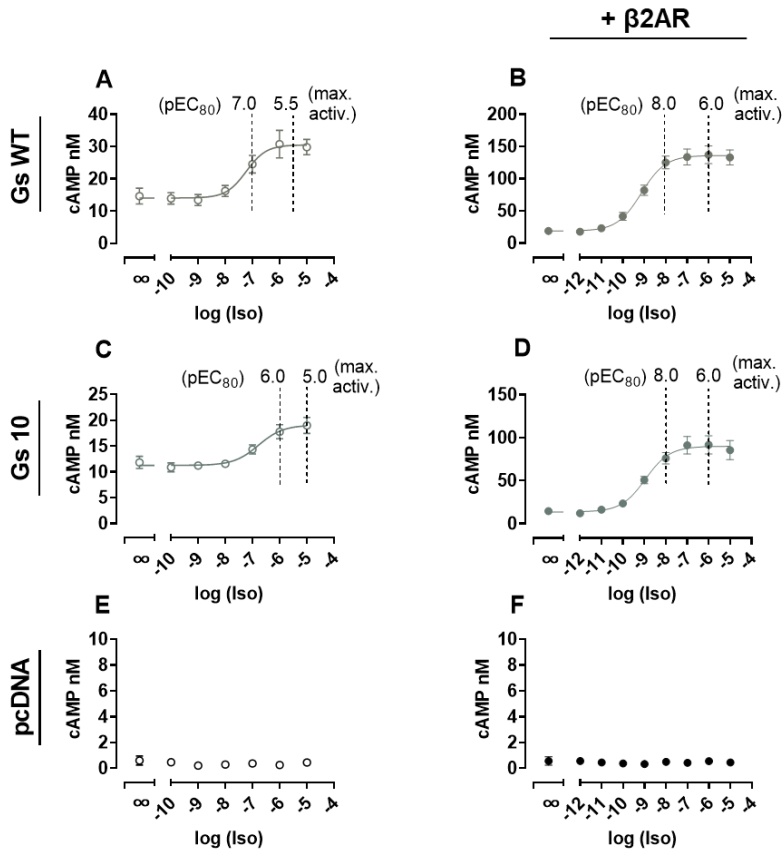 + β2AR
Gs WT
A
(pEC80) 7.0 5.5 (max. activ.)
cAMP nM
40
30
20
10
0
∞ -10 -9 -8 -7 -6 -5 -4
log (Iso)
B
(pEC80) 8.0 6.0 (max. activ.)
cAMP nM
200
150
100
50
0
∞ -12 -11 -10 -9 -8 -7 -6 -5 -4
log (Iso)
Gs 10
C
(pEC80) 6.0 5.0 (max. activ.)
cAMP nM
25
20
15
10
5
0
∞ -10 -9 -8 -7 -6 -5 -4
log (Iso)
D
(pEC80) 8.0 6.0 (max. activ.)
cAMP nM
150
100
50
0
∞ -12 -11 -10 -9 -8 -7 -6 -5 -4
log (Iso)
pcDNA
E
cAMP nM
10
8
6
4
2
0
∞ -10 -9 -8 -7 -6 -5 -4
log (Iso)
F
cAMP nM
10
8
6
4
2
0
∞ -12 -11 -10 -9 -8 -7 -6 -5 -4
log (Iso)